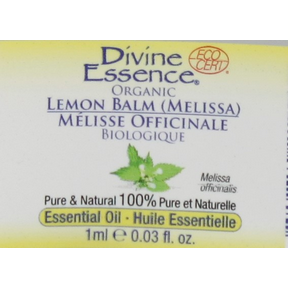 Divine
Essence®
ECO
CERT
ORGANIC
LEMON BALM (MELISSA)
MÉLISSE OFFICINALE
BIOLOGIQUE
Melissa
officinalis
Pure & Natural 100% Pure et Naturelle
Essential Oil - Huile Essentielle
1ml e 0.03 fl. oz.